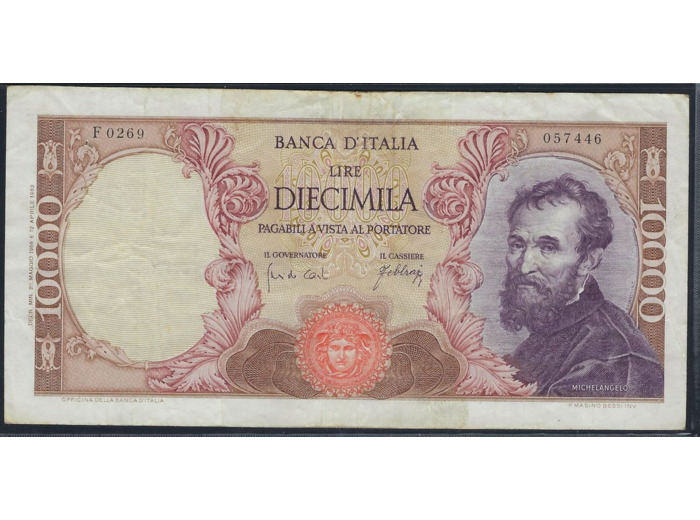 F 0269
057446
BANCA D'ITALIA
LIRE
DIECIMILA
PAGABILI A VISTA AL PORTATORE
IL GOVERNATORE
IL CASSIERE
10000
10000
10000
MICHELANGELO
OFFICINA DELLA BANCA D'ITALIA